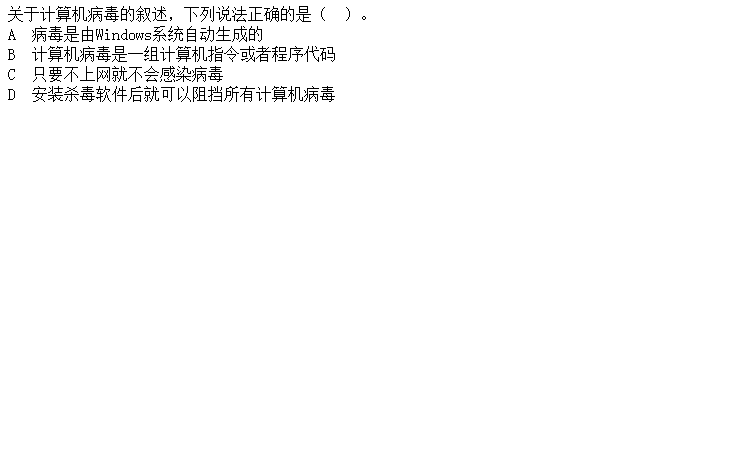 关于计算机病毒的叙述，下列说法正确的是（　）。
A　病毒是由Windows系统自动生成的
B　计算机病毒是一组计算机指令或者程序代码
C　只要不上网就不会感染病毒
D　安装杀毒软件后就可以阻挡所有计算机病毒